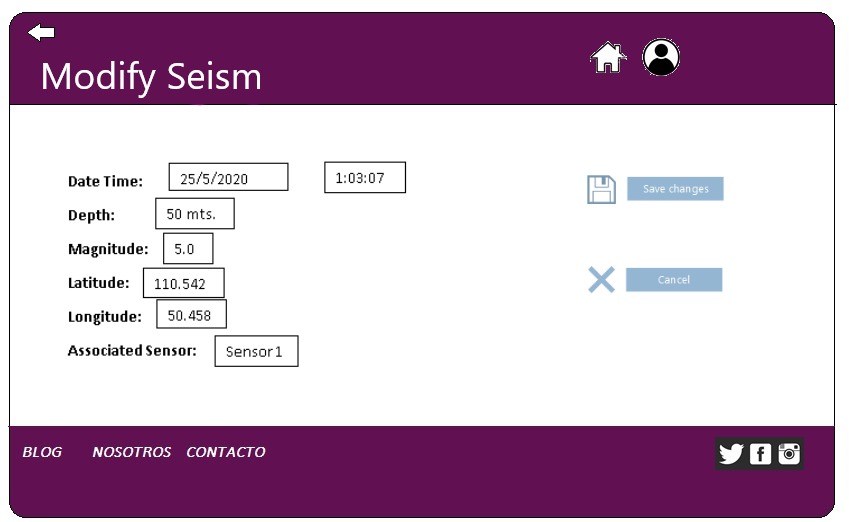 Modify Seism
Date Time: 25/5/2020 1:03:07
Save changes
Depth: 50 mts.
Magnitude: 5.0
Latitude: 110.542
Cancel
Longitude: 50.458
Associated Sensor: Sensor1
BLOG NOSOTROS CONTACTO